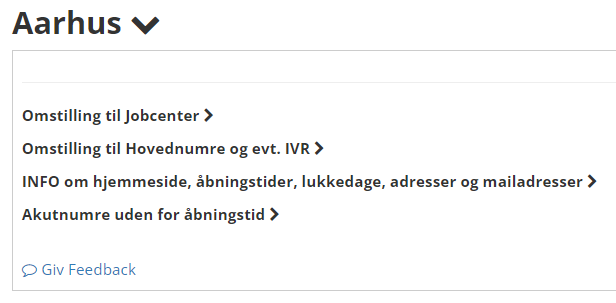 Aarhus
Omstilling til Jobcenter
Omstilling til Hovednumre og evt. IVR
INFO om hjemmeside, åbningstider, lukkedage, adresser og mailadresser
Akutnumre uden for åbningstid
Giv Feedback